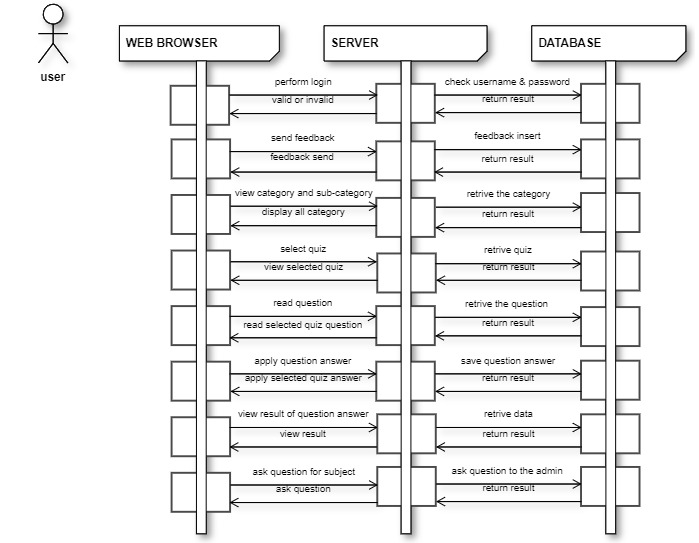 user
WEB BROWSER
SERVER
DATABASE
perform login
check username & password
valid or invalid
return result
send feedback
feedback insert
feedback send
return result
view category and sub-category
retrive the category
display all category
return result
select quiz
retrive quiz
view selected quiz
return result
read question
retrive the question
read selected quiz question
return result
apply question answer
save question answer
apply selected quiz answer
return result
view result of question answer
retrive data
view result
return result
ask question for subject
ask question to the admin
ask question
return result